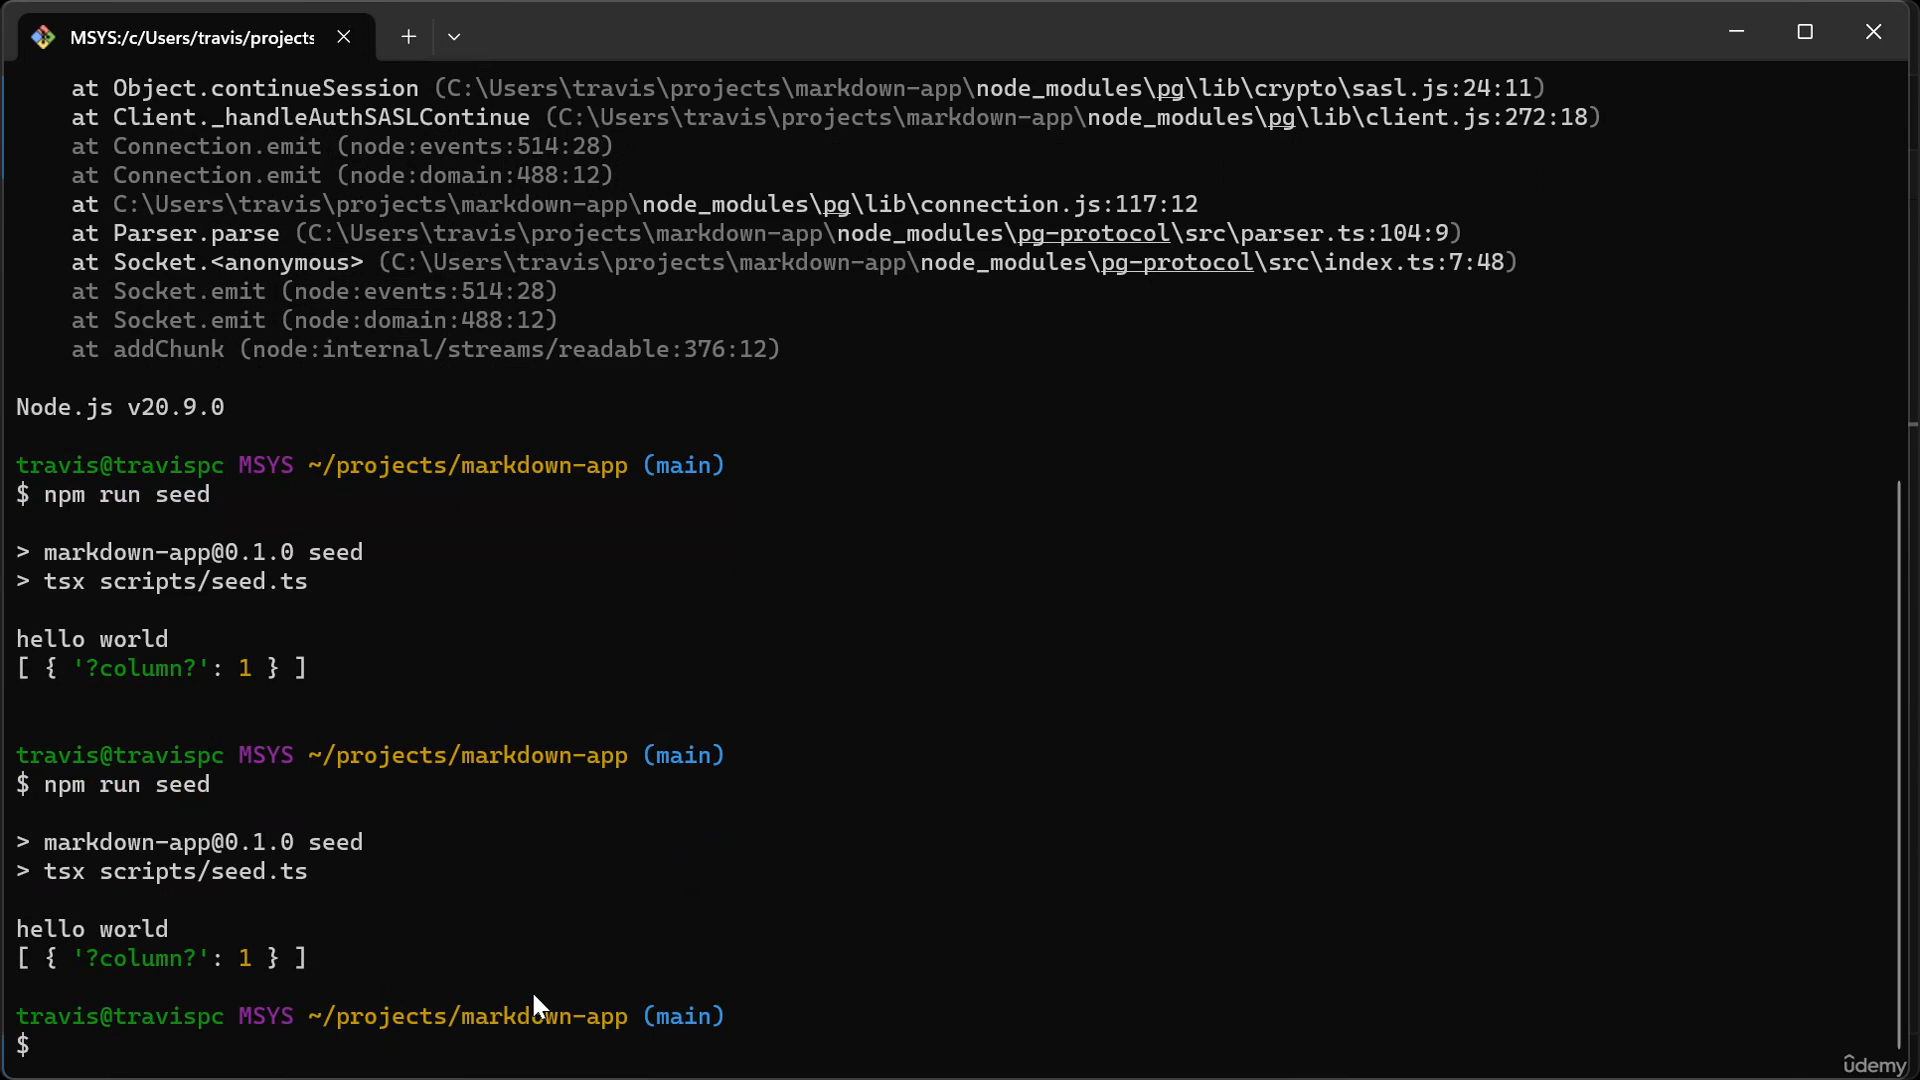 MSYS:/c/Users/travis/projects
at Object.continueSession (C:\Users\travis\projects\markdown-app\node_modules\pg\lib\crypto\sasl.js:24:11)
at Client._handleAuthSASLContinue (C:\Users\travis\projects\markdown-app\node_modules\pg\lib\client.js:272:18)
at Connection.emit (node:events:514:28)
at Connection.emit (node:domain:488:12)
at C:\Users\travis\projects\markdown-app\node_modules\pg\lib\connection.js:117:12
at Parser.parse (C:\Users\travis\projects\markdown-app\node_modules\pg-protocol\src\parser.ts:104:9)
at Socket.<anonymous> (C:\Users\travis\projects\markdown-app\node_modules\pg-protocol\src\index.ts:7:48)
at Socket.emit (node:events:514:28)
at Socket.emit (node:domain:488:12)
at addChunk (node:internal/streams/readable:376:12)
Node.js v20.9.0
travis@travispc MSYS ~/projects/markdown-app (main)
$ npm run seed
> markdown-app@0.1.0 seed
> tsx scripts/seed.ts
hello world
[ { '?column?': 1 } ]
travis@travispc MSYS ~/projects/markdown-app (main)
$ npm run seed
> markdown-app@0.1.0 seed
> tsx scripts/seed.ts
hello world
[ { '?column?': 1 } ]
travis@travispc MSYS ~/projects/markdown-app (main)
$
ûdemy